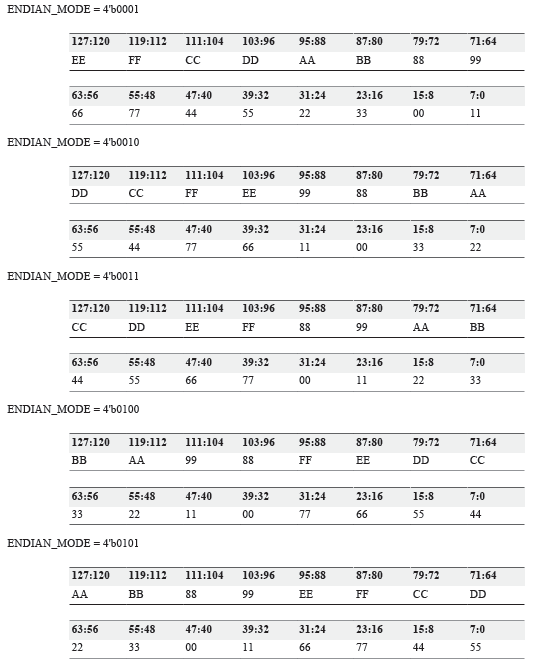 ENDIAN_MODE = 4'b0001
127:120 119:112 111:104 103:96 95:88 87:80 79:72 71:64
EE FF CC DD AA BB 88 99
63:56 55:48 47:40 39:32 31:24 23:16 15:8 7:0
66 77 44 55 22 33 00 11
ENDIAN_MODE = 4'b0010
127:120 119:112 111:104 103:96 95:88 87:80 79:72 71:64
DD CC FF EE 99 88 BB AA
63:56 55:48 47:40 39:32 31:24 23:16 15:8 7:0
55 44 77 66 11 00 33 22
ENDIAN_MODE = 4'b0011
127:120 119:112 111:104 103:96 95:88 87:80 79:72 71:64
CC DD EE FF 88 99 AA BB
63:56 55:48 47:40 39:32 31:24 23:16 15:8 7:0
44 55 66 77 00 11 22 33
ENDIAN_MODE = 4'b0100
127:120 119:112 111:104 103:96 95:88 87:80 79:72 71:64
BB AA 99 88 FF EE DD CC
63:56 55:48 47:40 39:32 31:24 23:16 15:8 7:0
33 22 11 00 77 66 55 44
ENDIAN_MODE = 4'b0101
127:120 119:112 111:104 103:96 95:88 87:80 79:72 71:64
AA BB 88 99 EE FF CC DD
63:56 55:48 47:40 39:32 31:24 23:16 15:8 7:0
22 33 00 11 66 77 44 55